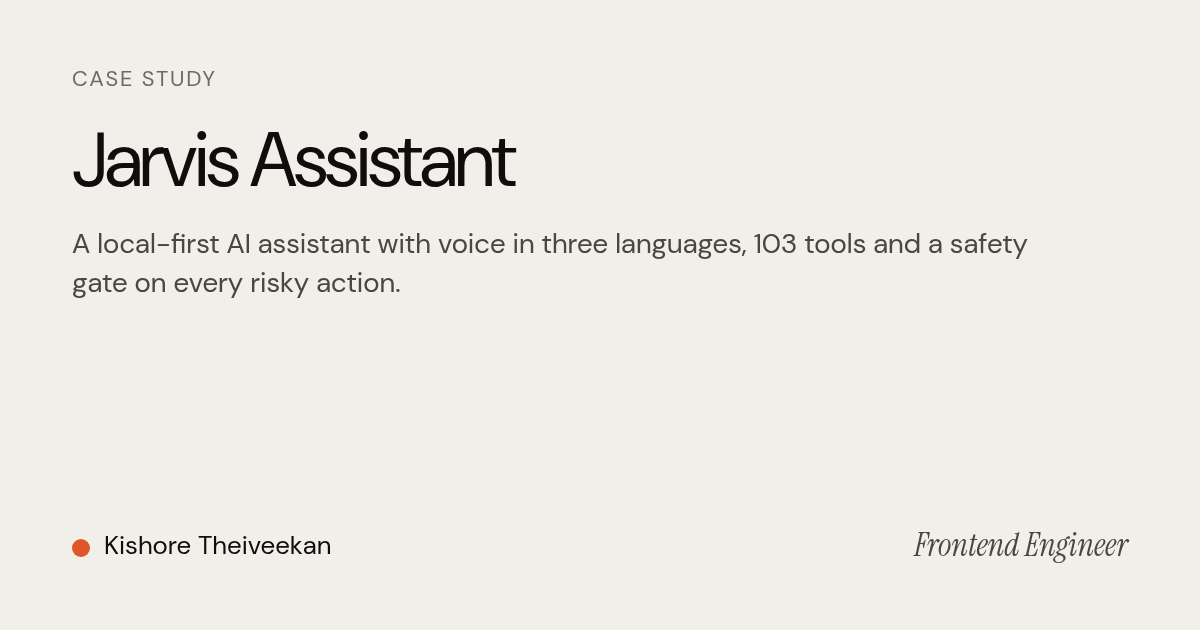 CASE STUDY
Jarvis Assistant
A local-first AI assistant with voice in three languages, 103 tools and a safety
gate on every risky action.
Kishore Theiveekan
Frontend Engineer